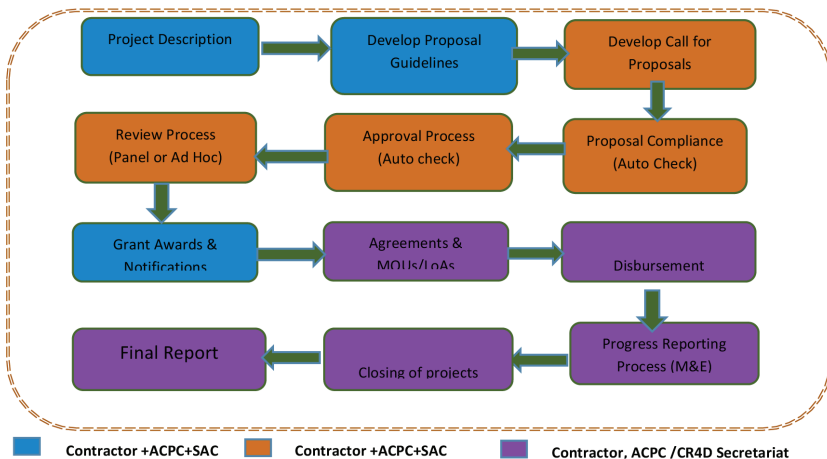 Project Description
Develop Proposal
Guidelines
Develop Call for
Proposals
Review Process
(Panel or Ad Hoc)
Approval Process
(Auto check)
Proposal Compliance
(Auto Check)
Grant Awards &
Notifications
Agreements &
MOUs/LoAs
Disbursement
Final Report
Closing of projects
Progress Reporting
Process (M&E)
Contractor +ACPC+SAC
Contractor +ACPC+SAC
Contractor, ACPC /CR4D Secretariat